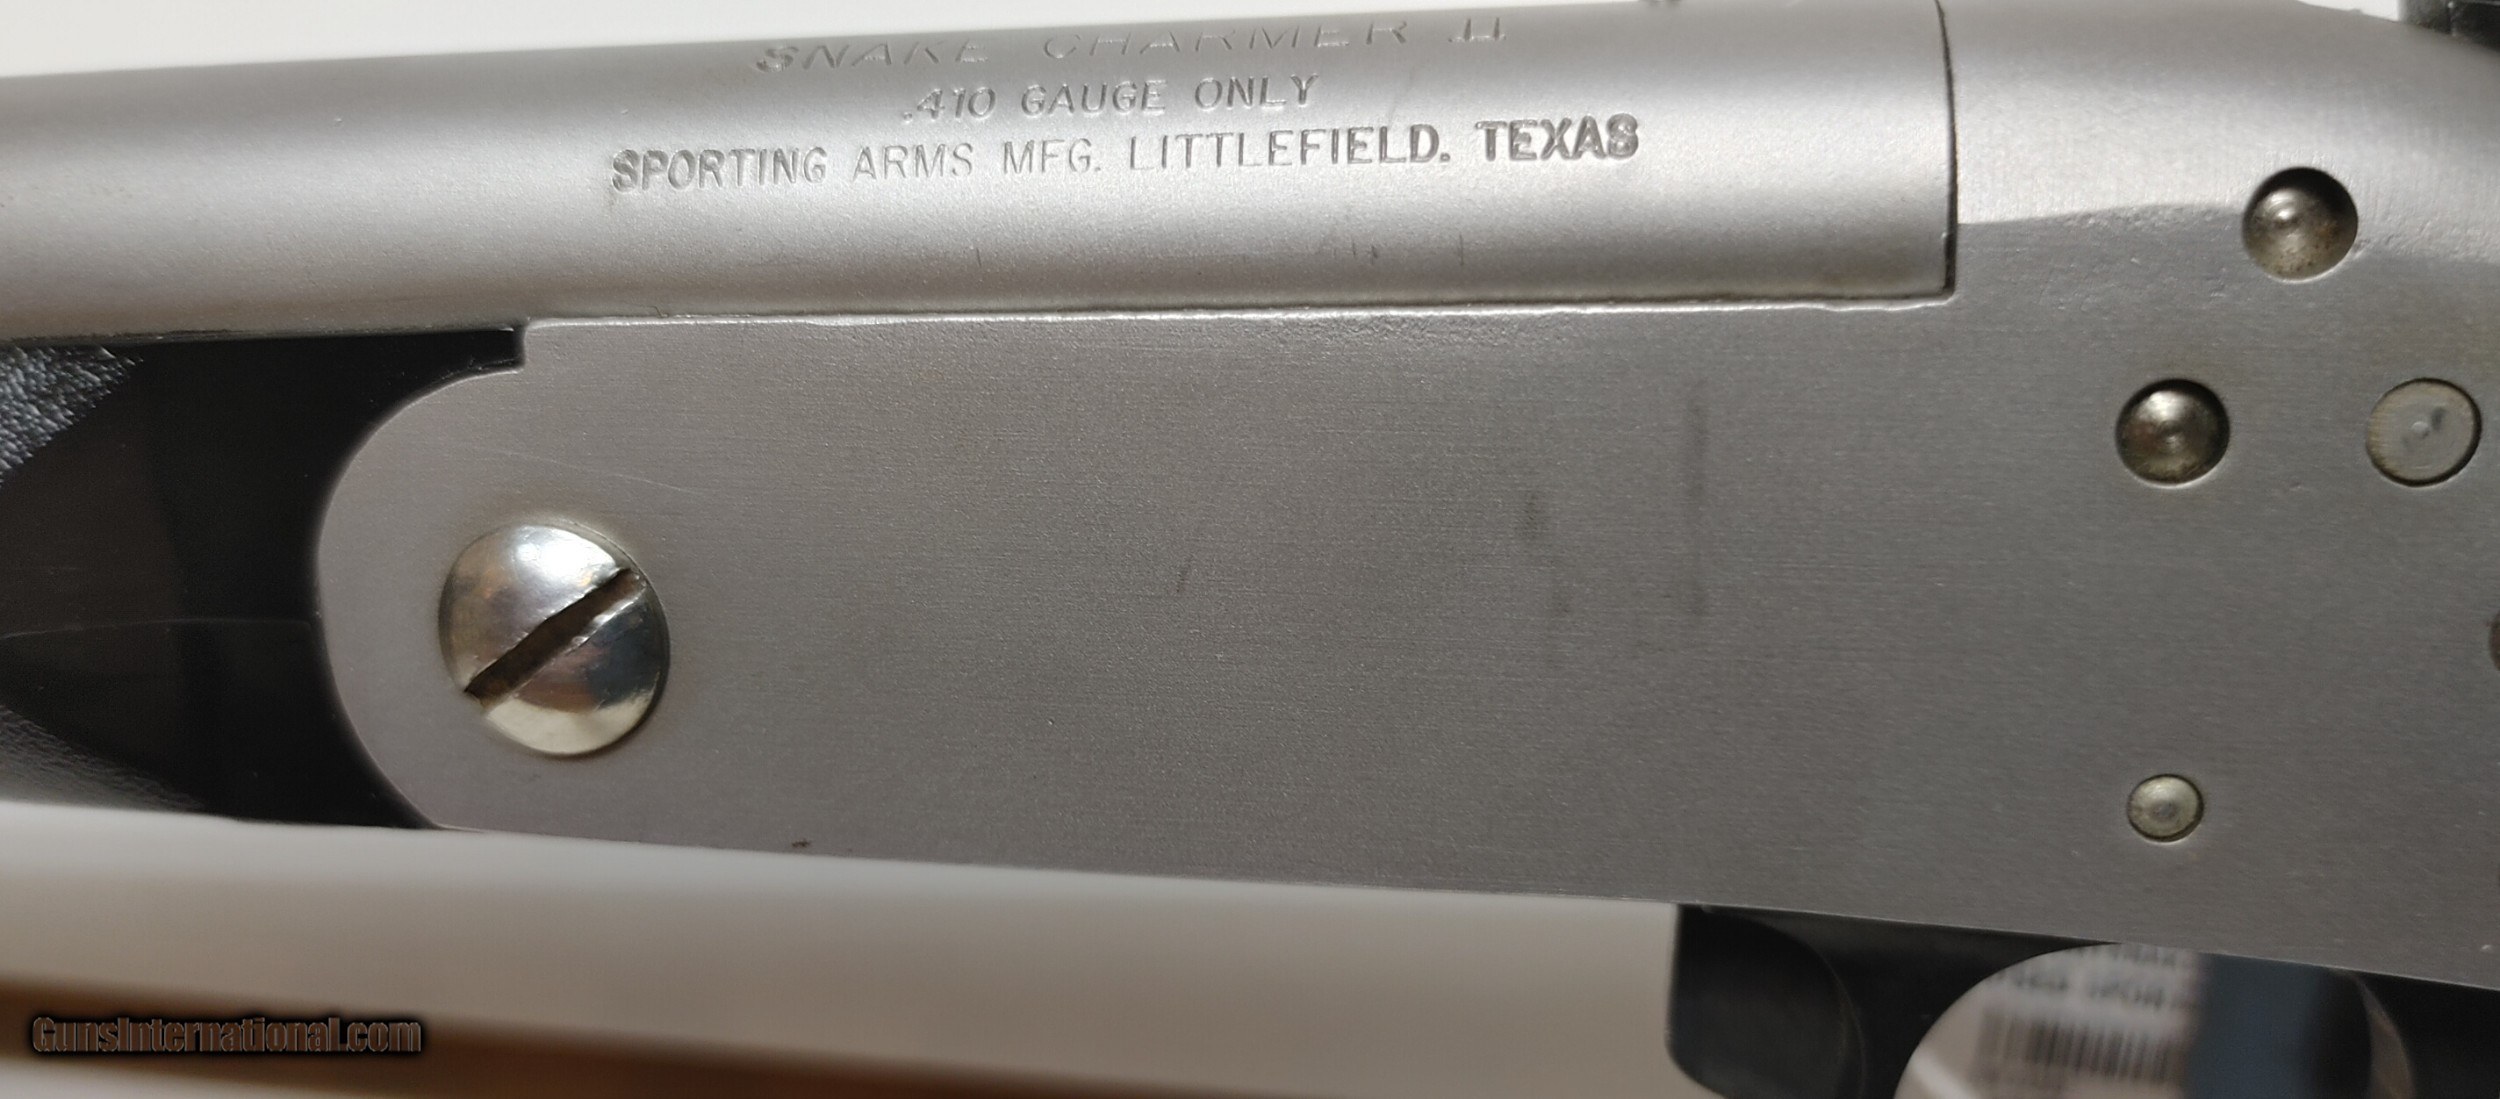 SNAKE CHARMER II
.410 GAUGE ONLY
SPORTING ARMS MFG. LITTLEFIELD. TEXAS
GunsInternational.com